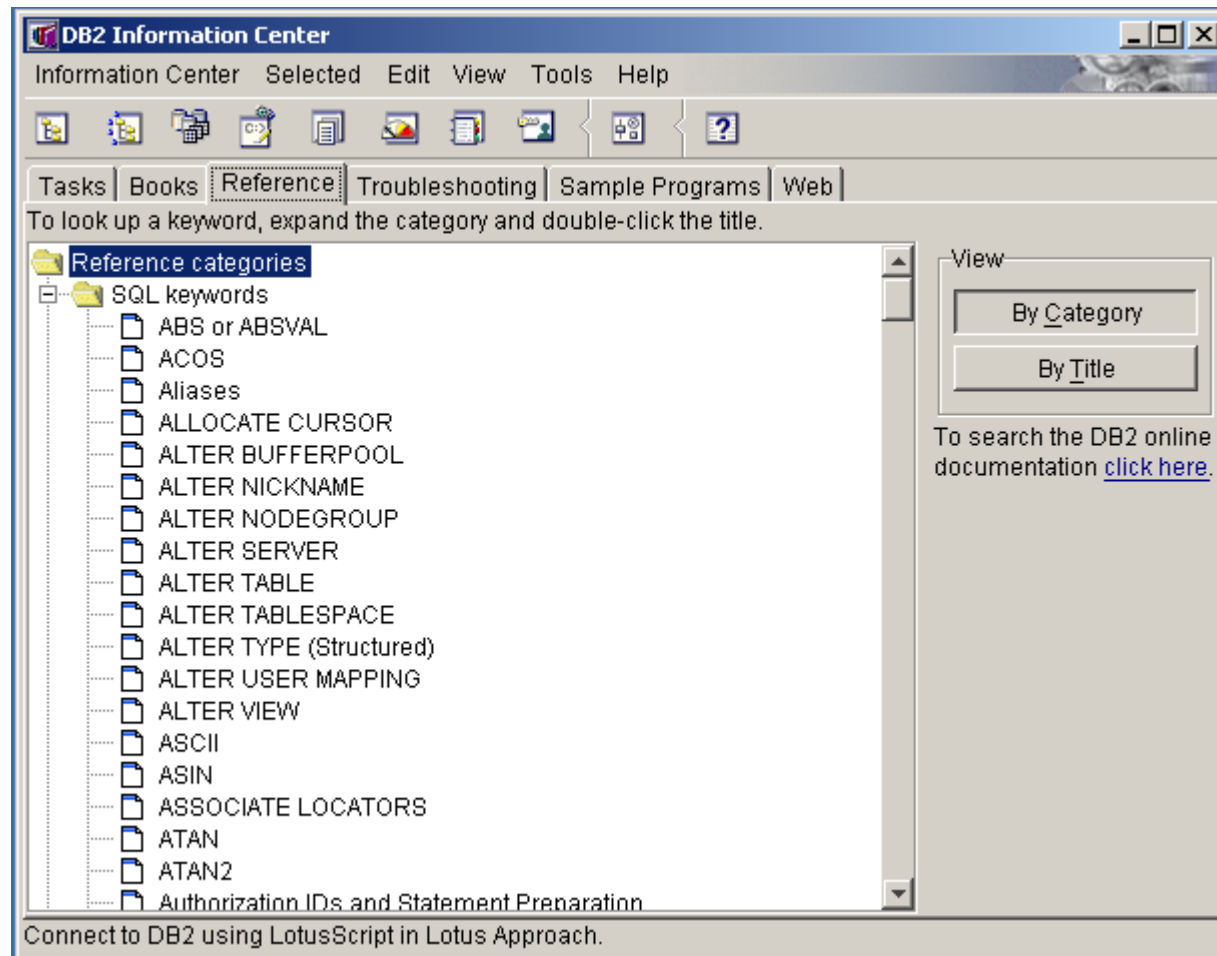 DB2 Information Center
Information Center Selected Edit View Tools Help
Tasks Books Reference Troubleshooting Sample Programs Web
To look up a keyword, expand the category and double-click the title.
Reference categories
SQL keywords
ABS or ABSVAL
ACOS
Aliases
ALLOCATE CURSOR
ALTER BUFFERPOOL
ALTER NICKNAME
ALTER NODEGROUP
ALTER SERVER
ALTER TABLE
ALTER TABLESPACE
ALTER TYPE (Structured)
ALTER USER MAPPING
ALTER VIEW
ASCII
ASIN
ASSOCIATE LOCATORS
ATAN
ATAN2
Authorization IDs and Statement Preparation
View
By Category
By Title
To search the DB2 online
documentation click here.
Connect to DB2 using LotusScript in Lotus Approach.